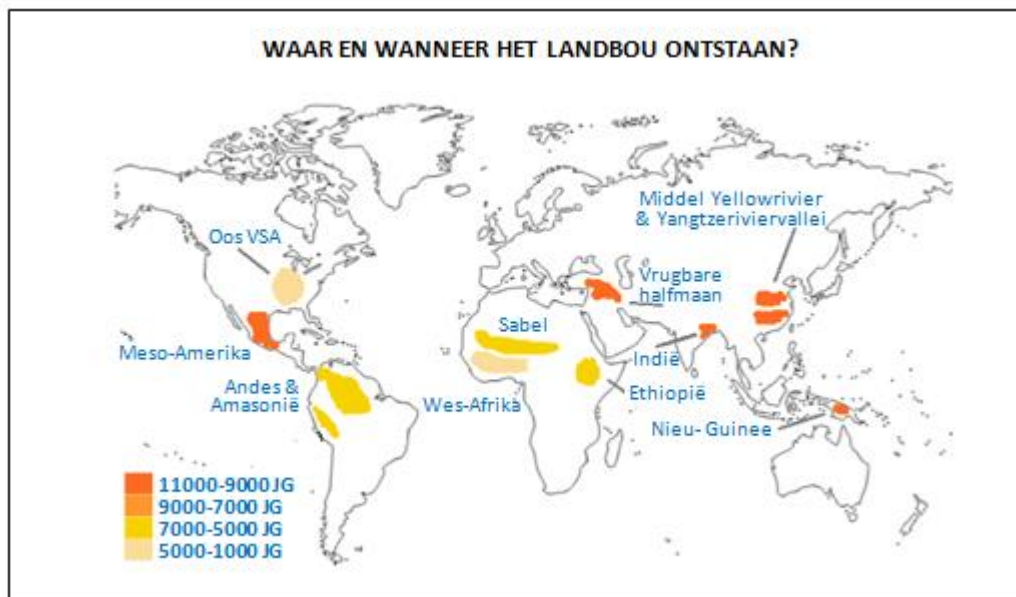 WAAR EN WANNEER HET LANDBOU ONTSTAAN?
Middel Yellowrivier
& Yangtzeriviervallei
Oos VSA
Vrugbare
halfmaan
Sabel
Meso-Amerika
Indië
Andes &
Amasonië
Wes-Afrika
Ethiopië
Nieu- Guinee
11000-9000 JG
9000-7000 JG
7000-5000 JG
5000-1000 JG